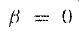 β = 0